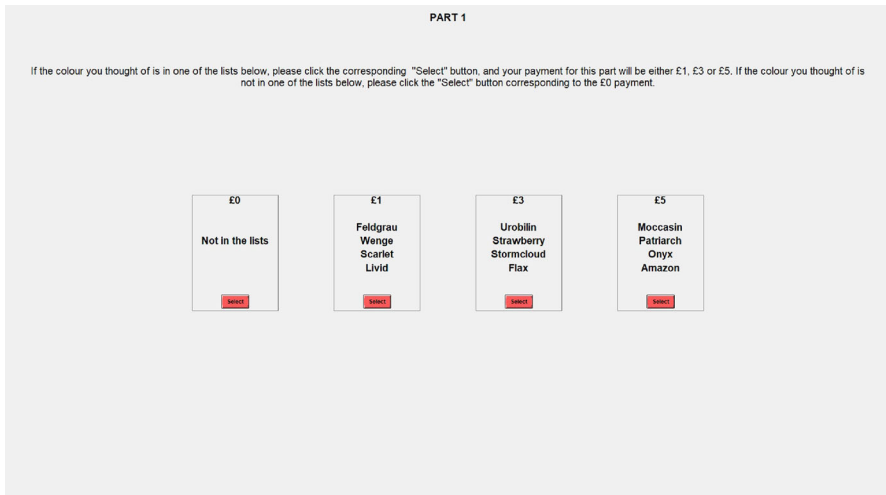 PART 1
If the colour you thought of is in one of the lists below, please click the corresponding "Select" button, and your payment for this part will be either £1, £3 or £5. If the colour you thought of is
not in one of the lists below, please click the "Select" button corresponding to the £0 payment.
£0
Not in the lists
Select
£1
Feldgrau
Wenge
Scarlet
Livid
Select
£3
Urobilin
Strawberry
Stormcloud
Flax
Select
£5
Moccasin
Patriarch
Onyx
Amazon
Select